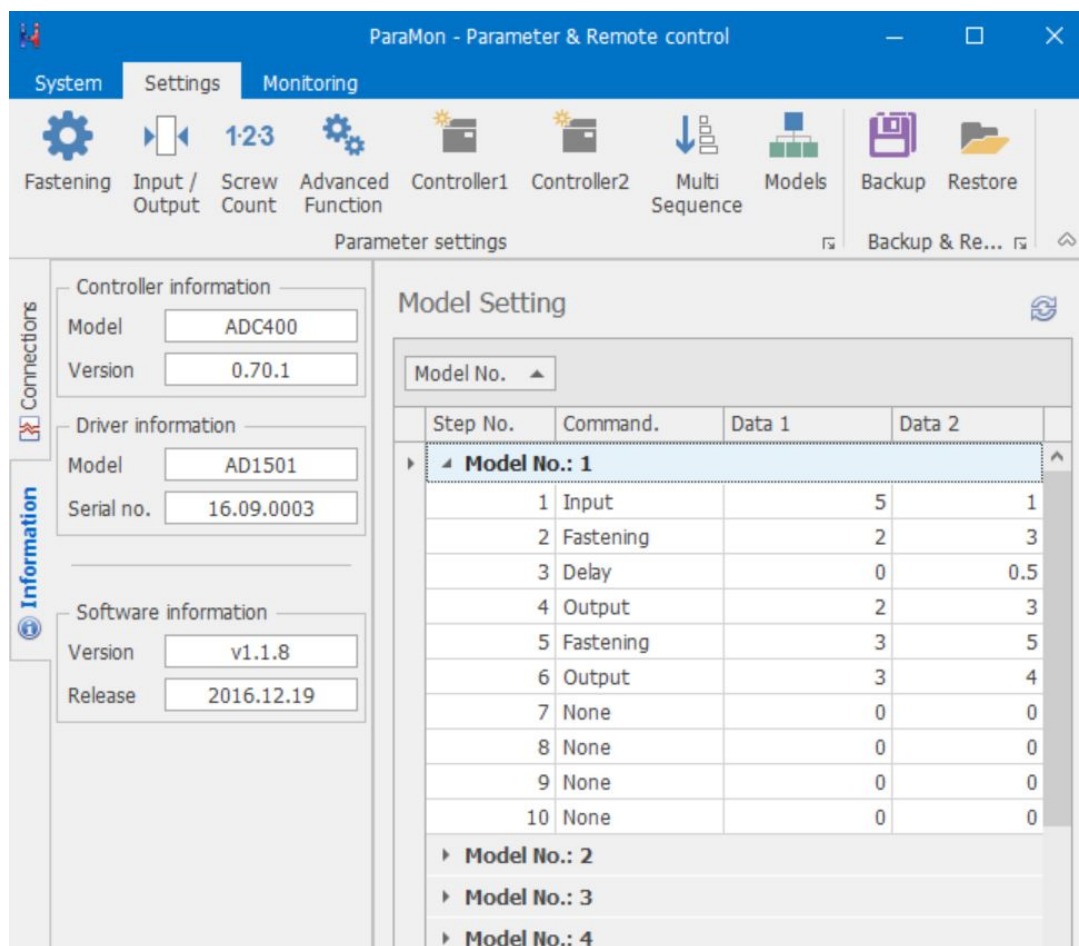 ParaMon - Parameter & Remote control
System Settings Monitoring
Fastening Input / Output Screw Count Advanced Function Controller1 Controller2 Multi Sequence Models Backup Restore
1·2·3
Parameter settings Backup & Re...
Connections
Information
Controller information
Model ADC400
Version 0.70.1
Driver information
Model AD1501
Serial no. 16.09.0003
Software information
Version v1.1.8
Release 2016.12.19
Model Setting
Model No.
Step No. Command. Data 1 Data 2
Model No.: 1
1 Input 5 1
2 Fastening 2 3
3 Delay 0 0.5
4 Output 2 3
5 Fastening 3 5
6 Output 3 4
7 None 0 0
8 None 0 0
9 None 0 0
10 None 0 0
Model No.: 2
Model No.: 3
Model No.: 4